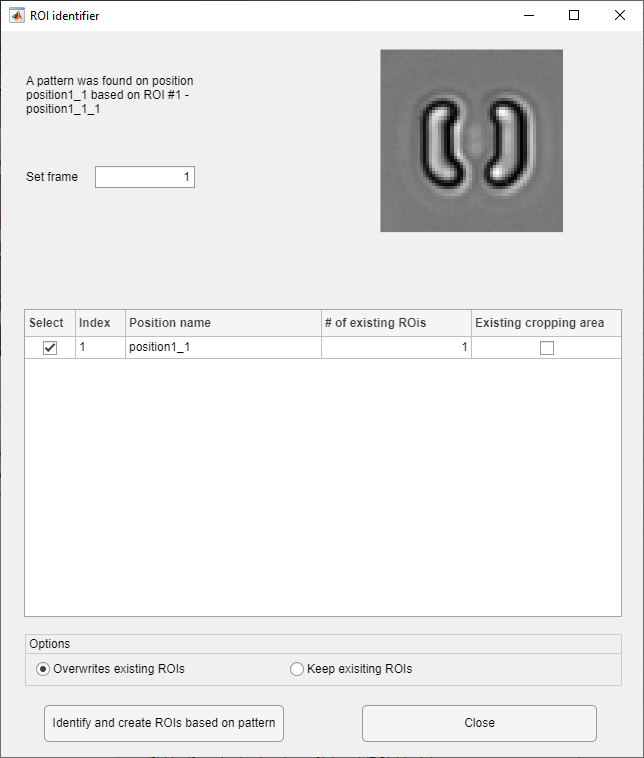 ROI identifier
A pattern was found on position
position1_1 based on ROI #1 -
position1_1_1
Set frame 1
Select Index Position name # of existing ROis Existing cropping area
1 position1_1 1
Options
Overwrites existing ROIs Keep exisiting ROIs
Identify and create ROIs based on pattern Close